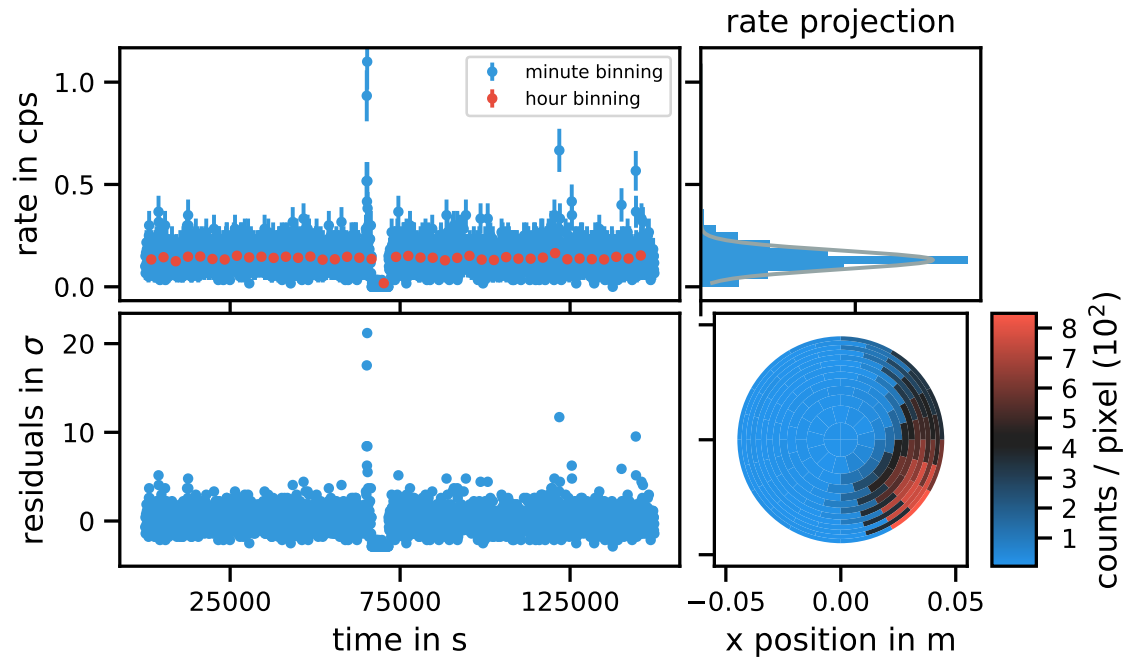 rate projection
rate in cps
1.0
0.5
0.0
minute binning
hour binning
residuals in σ
20
10
0
25000
75000
125000
time in s
−0.05
0.00
0.05
x position in m
8
7
6
5
4
3
2
1
counts / pixel (10²)